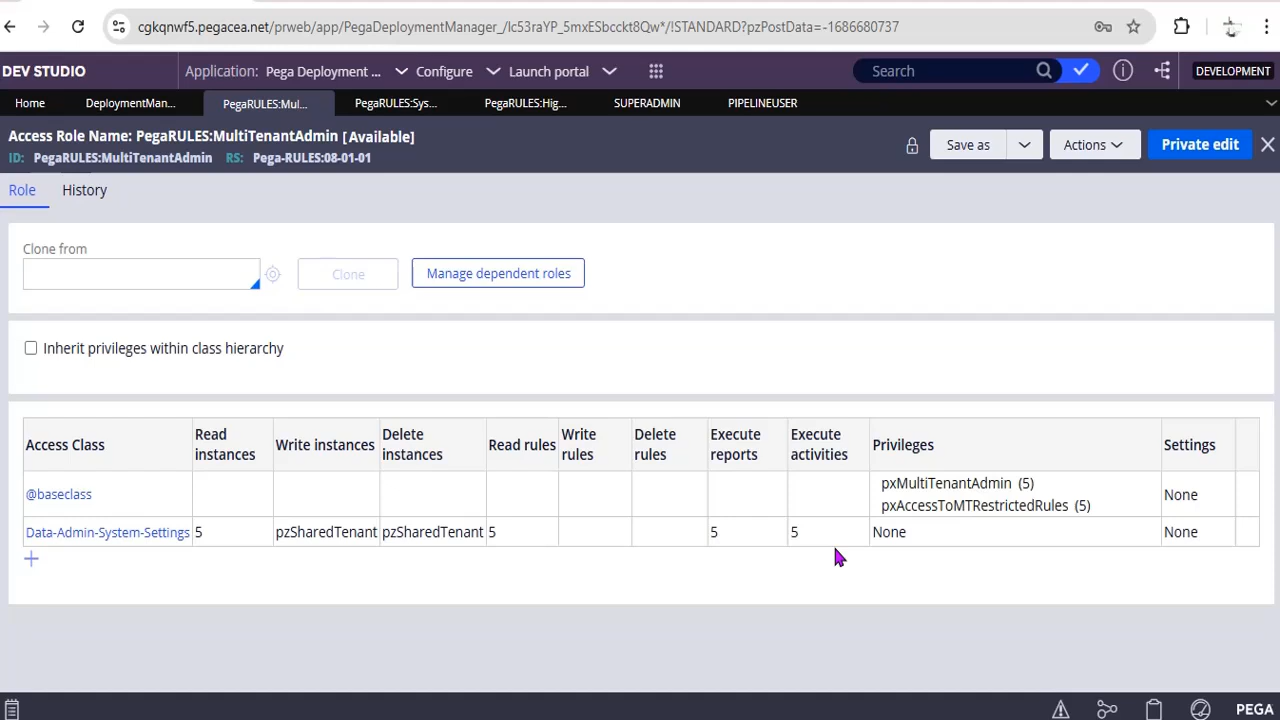 cgkqnwf5.pegacea.net/prweb/app/PegaDeploymentManager_/lc53raYP_5mxESbcckt8Qw*/!STANDARD?pzPostData=-1686680737
DEV STUDIO
Application: Pega Deployment ...
Configure
Launch portal
Search
DEVELOPMENT
Home
DeploymentMan...
PegaRULES:Mul...
PegaRULES:Sys...
PegaRULES:Hig...
SUPERADMIN
PIPELINEUSER
Access Role Name: PegaRULES:MultiTenantAdmin [Available]
ID: PegaRULES:MultiTenantAdmin RS: Pega-RULES:08-01-01
Save as
Actions
Private edit
Role
History
Clone from
Clone
Manage dependent roles
Inherit privileges within class hierarchy
Access Class
Read instances
Write instances
Delete instances
Read rules
Write rules
Delete rules
Execute reports
Execute activities
Privileges
Settings
@baseclass
pxMultiTenantAdmin (5)
pxAccessToMTRestrictedRules (5)
None
Data-Admin-System-Settings 5 pzSharedTenant pzSharedTenant 5 5 5 None None
PEGA